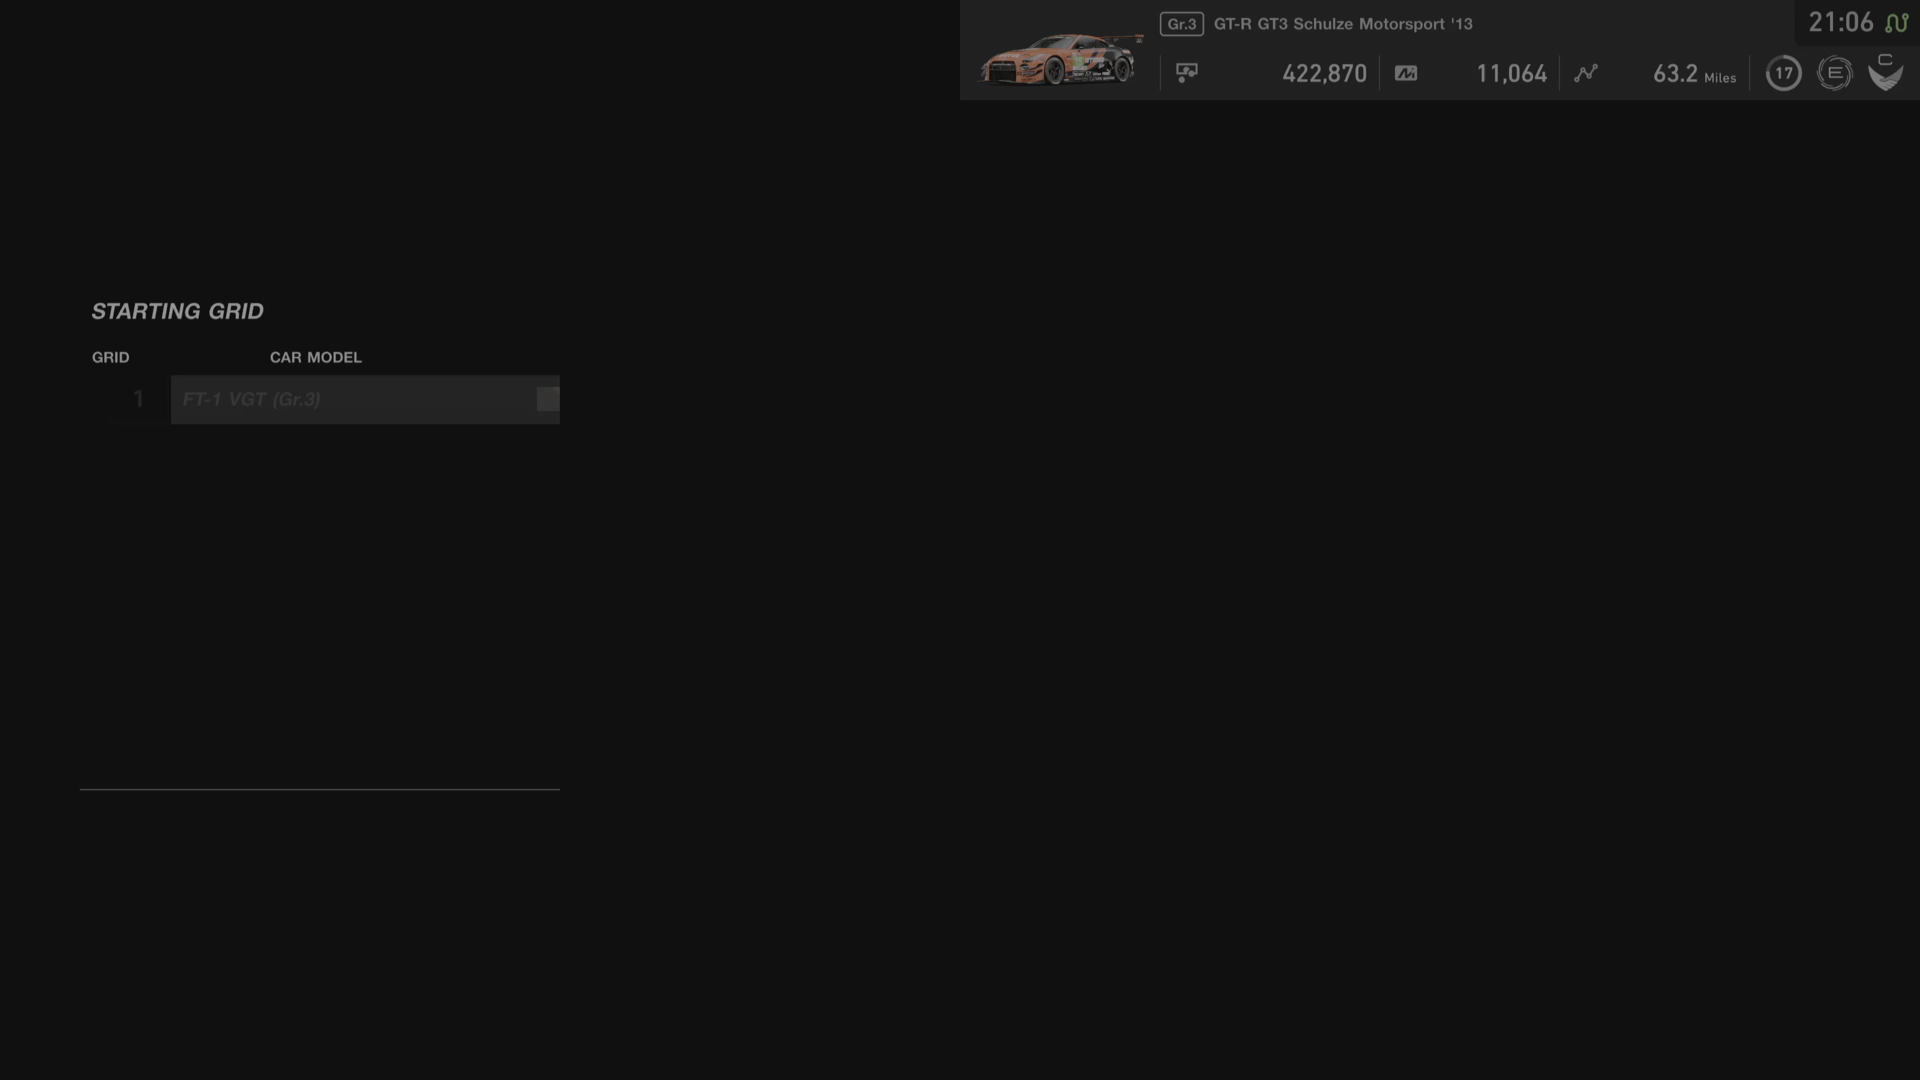 Gr.3 GT-R GT3 Schulze Motorsport '13
21:06
422,870
11,064
63.2 Miles
17
E
C
STARTING GRID
GRID CAR MODEL
1 FT-1 VGT (Gr.3)